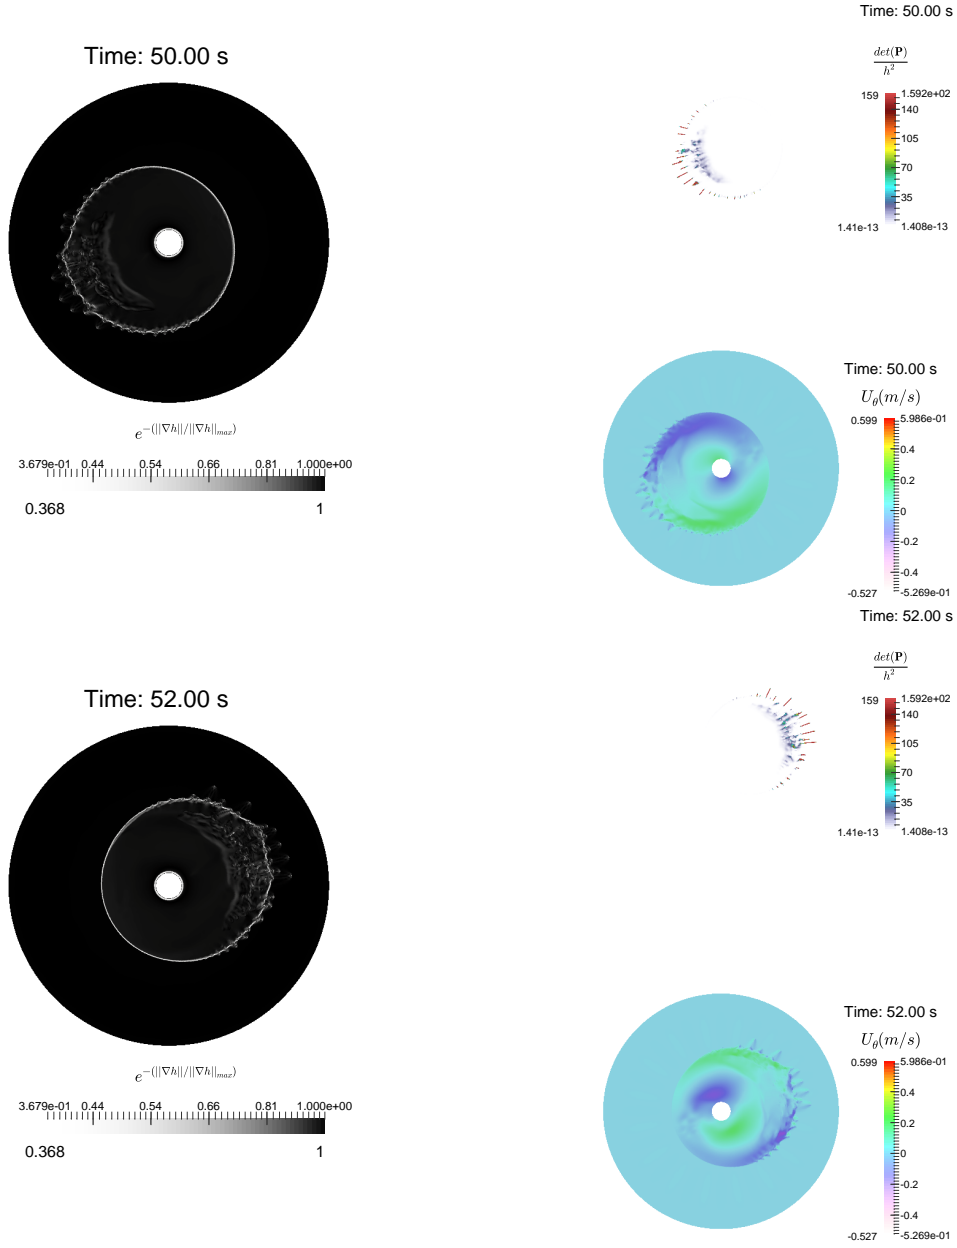 Time: 50.00 s
e^{-(||∇h||/||∇h||_{max})}
3.679e-01 0.44 0.54 0.66 0.81 1.000e+00
0.368 1
Time: 50.00 s
det(P)
h²
159 1.592e+02
140
105
70
35
1.41e-13 1.408e-13
Time: 50.00 s
U_θ(m/s)
0.599 5.986e-01
0.4
0.2
0
-0.2
-0.4
-0.527 -5.269e-01
Time: 52.00 s
e^{-(||∇h||/||∇h||_{max})}
3.679e-01 0.44 0.54 0.66 0.81 1.000e+00
0.368 1
Time: 52.00 s
det(P)
h²
159 1.592e+02
140
105
70
35
1.41e-13 1.408e-13
Time: 52.00 s
U_θ(m/s)
0.599 5.986e-01
0.4
0.2
0
-0.2
-0.4
-0.527 -5.269e-01